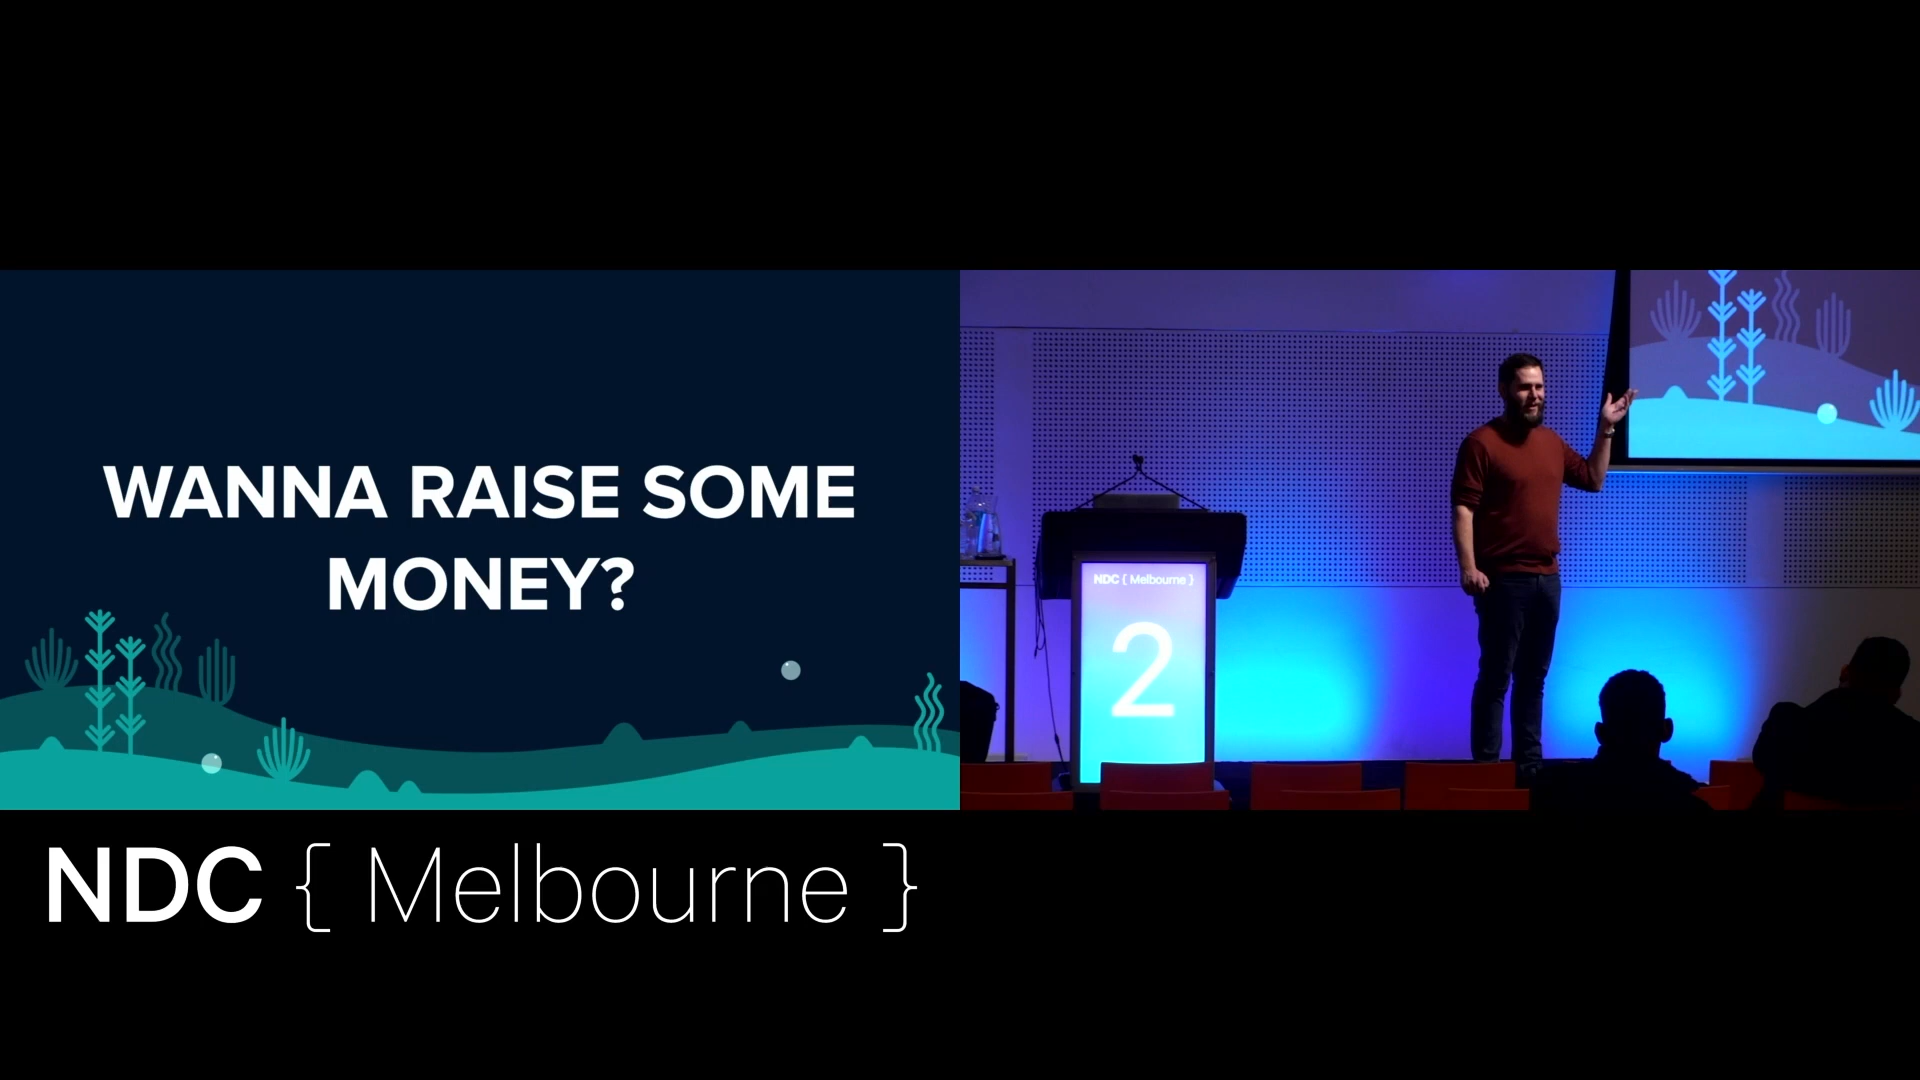 WANNA RAISE SOME
MONEY?
NDC { Melbourne }
2
NDC { Melbourne }